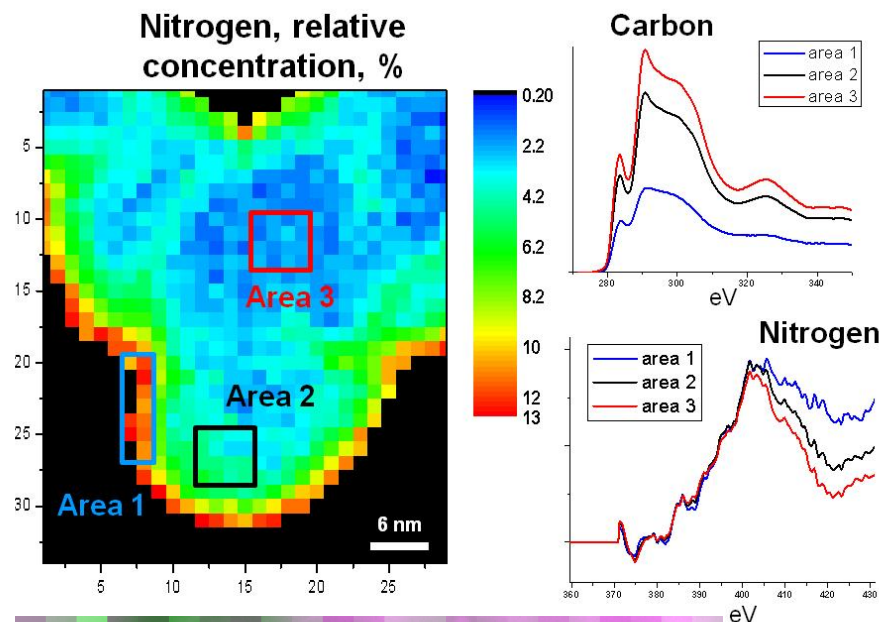 Nitrogen, relative
concentration, %
5
10
15
20
25
30
5
10
15
20
25
Area 3
Area 2
Area 1
6 nm
0.20
2.2
4.2
6.2
8.2
10
12
13
Carbon
area 1
area 2
area 3
280
300
320
340
eV
Nitrogen
area 1
area 2
area 3
360
370
380
390
400
410
420
430
eV